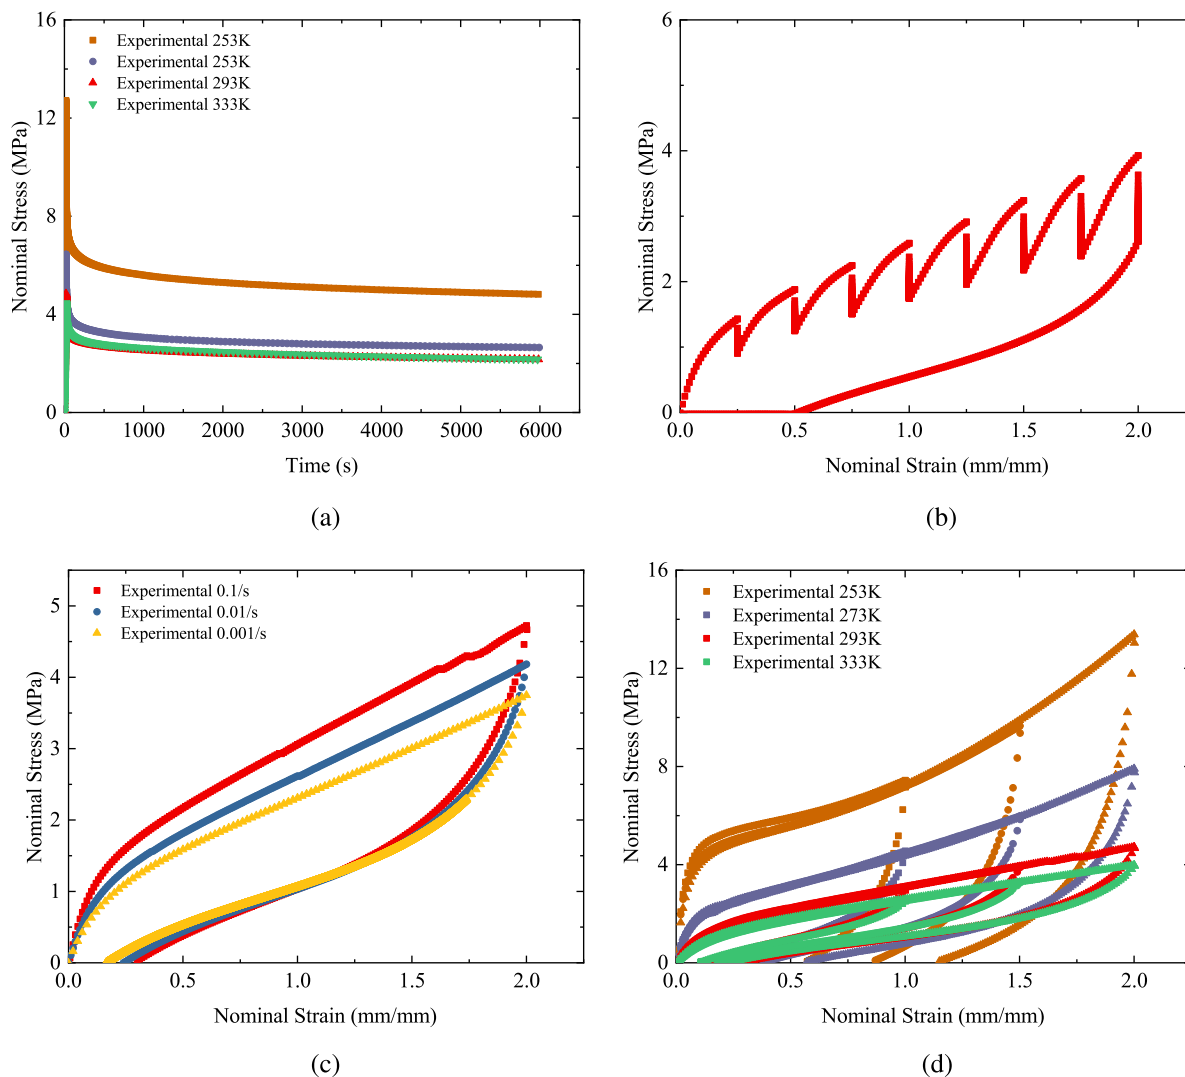 16
12
8
4
0
Nominal Stress (MPa)
Experimental 253K
Experimental 253K
Experimental 293K
Experimental 333K
0 1000 2000 3000 4000 5000 6000
Time (s)
(a)
6
4
2
0
Nominal Stress (MPa)
0.0 0.5 1.0 1.5 2.0
Nominal Strain (mm/mm)
(b)
5
4
3
2
1
0
Nominal Stress (MPa)
Experimental 0.1/s
Experimental 0.01/s
Experimental 0.001/s
0.0 0.5 1.0 1.5 2.0
Nominal Strain (mm/mm)
(c)
16
12
8
4
0
Nominal Stress (MPa)
Experimental 253K
Experimental 273K
Experimental 293K
Experimental 333K
0.0 0.5 1.0 1.5 2.0
Nominal Strain (mm/mm)
(d)